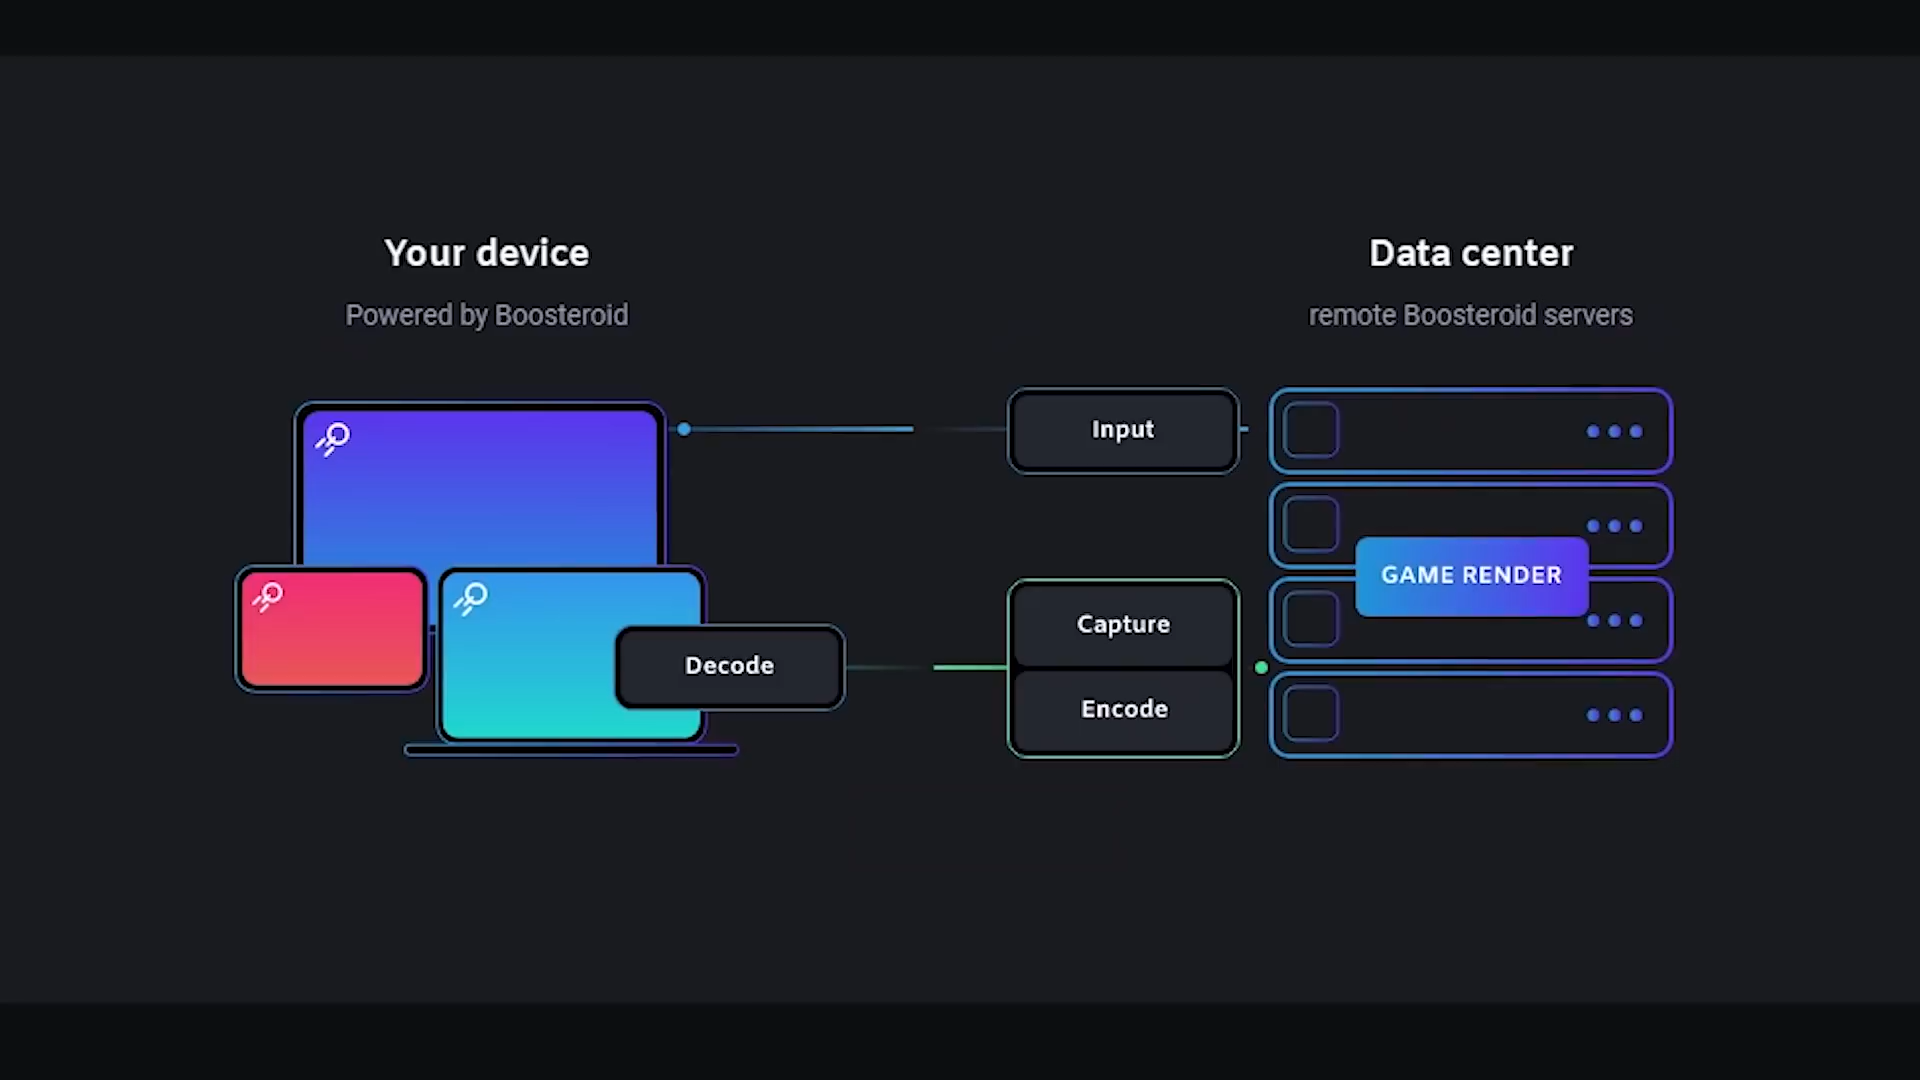 Your device
Powered by Boosteroid
Data center
remote Boosteroid servers
Input
GAME RENDER
Capture
Decode
Encode